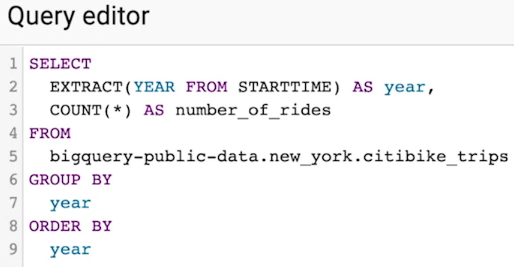 Query editor
1 SELECT
2 EXTRACT(YEAR FROM STARTTIME) AS year,
3 COUNT(*) AS number_of_rides
4 FROM
5 bigquery-public-data.new_york.citibike_trips
6 GROUP BY
7 year
8 ORDER BY
9 year